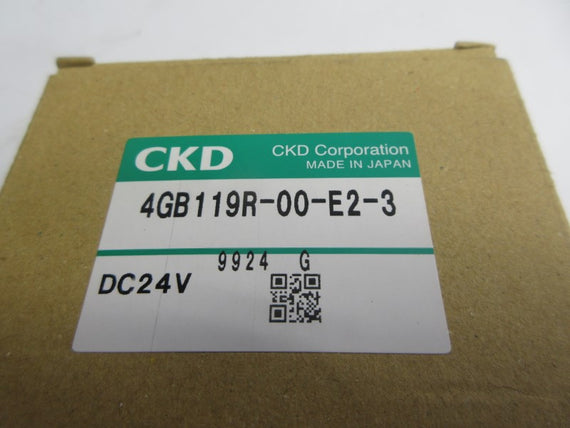 CKD
CKD Corporation
MADE IN JAPAN
4GB119R-00-E2-3
9924 G
DC24V